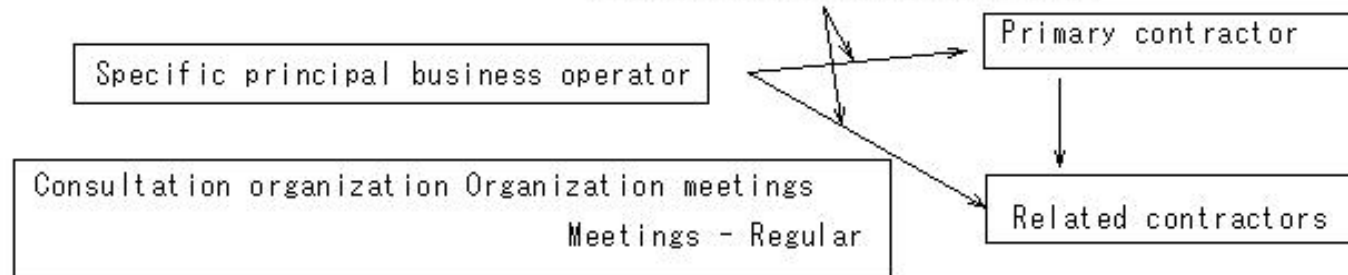 Primary contractor
Specific principal business operator
Consultation organization Organization meetings
Meetings - Regular
Related contractors